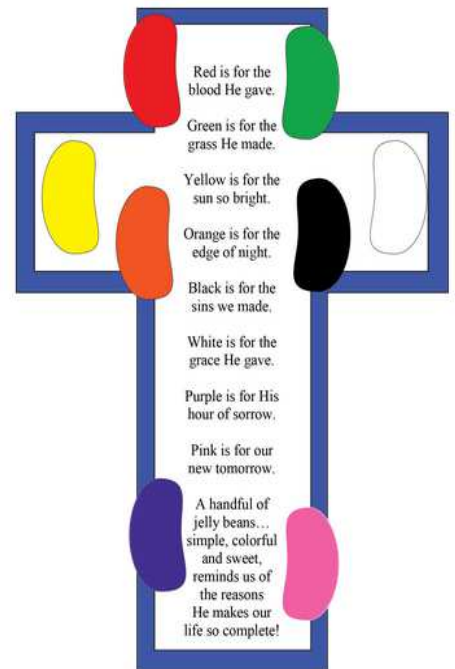 Red is for the
blood He gave.
Green is for the
grass He made.
Yellow is for the
sun so bright.
Orange is for the
edge of night.
Black is for the
sins we made.
White is for the
grace He gave.
Purple is for His
hour of sorrow.
Pink is for our
new tomorrow.
A handful of
jelly beans…
simple, colorful
and sweet,
reminds us of
the reasons
He makes our
life so complete!